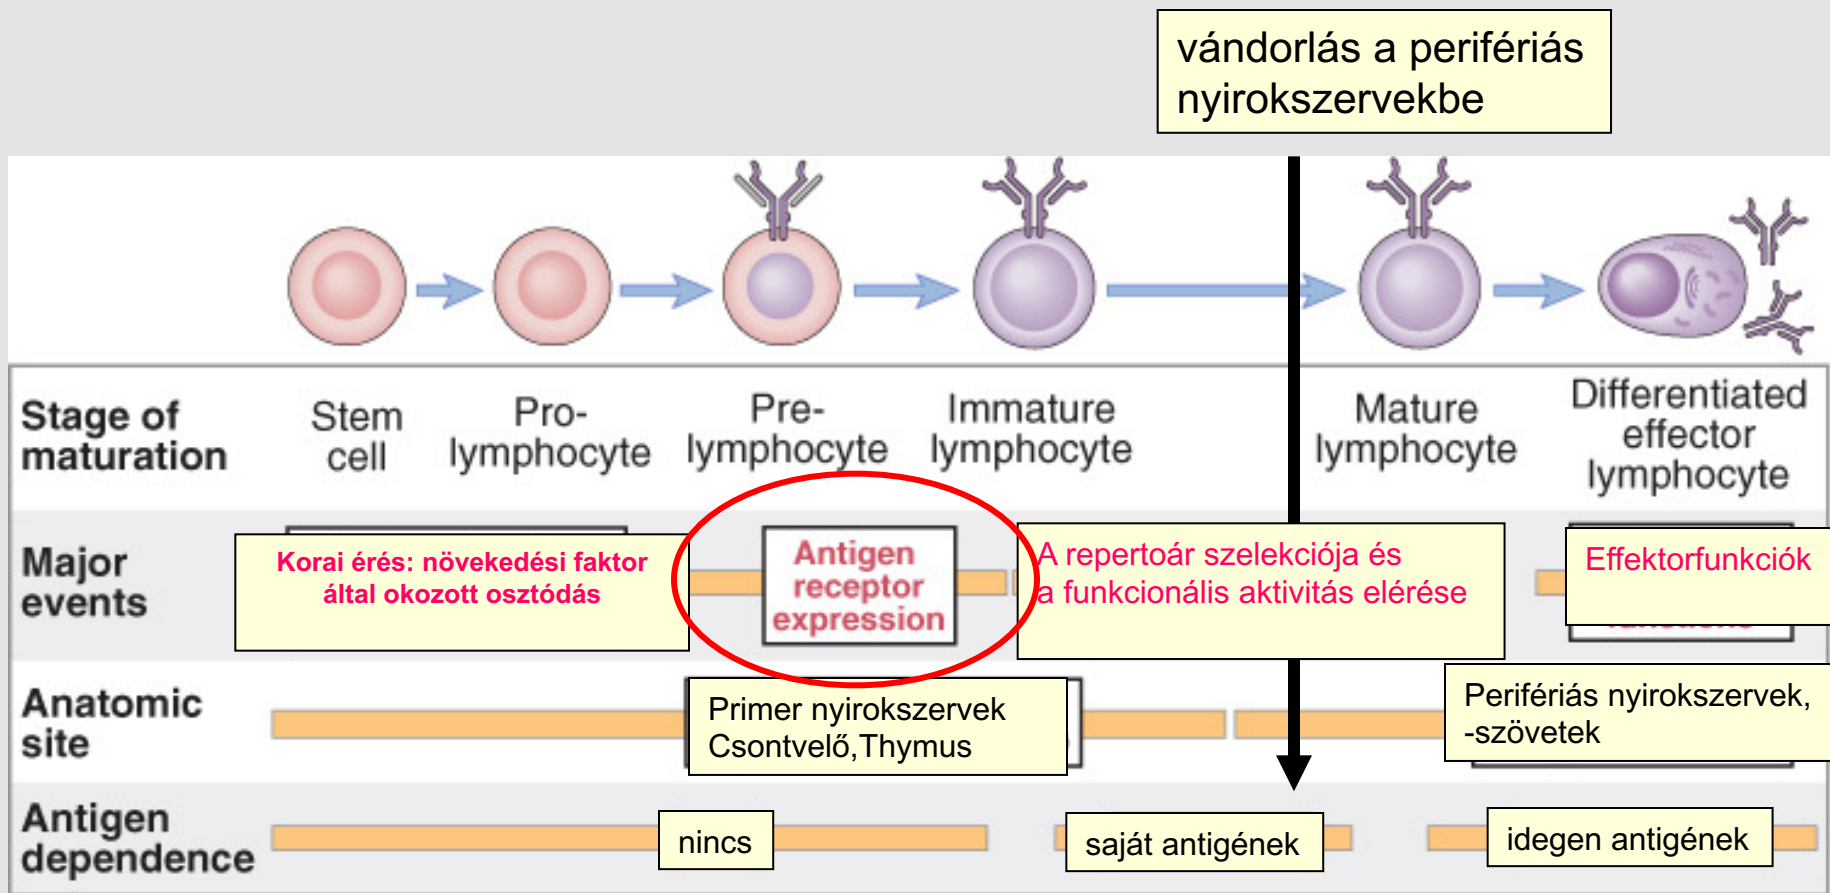 vándorlás a perifériás
nyirokszervekbe
Stage of
maturation
Stem
cell
Pro-
lymphocyte
Pre-
lymphocyte
Immature
lymphocyte
Mature
lymphocyte
Differentiated
effector
lymphocyte
Major
events
Korai érés: növekedési faktor
által okozott osztódás
Antigen
receptor
expression
A repertoár szelekciója és
a funkcionális aktivitás elérése
Effektorfunkciók
Anatomic
site
Primer nyirokszervek
Csontvelő,Thymus
Perifériás nyirokszervek,
-szövetek
Antigen
dependence
nincs
saját antigének
idegen antigének